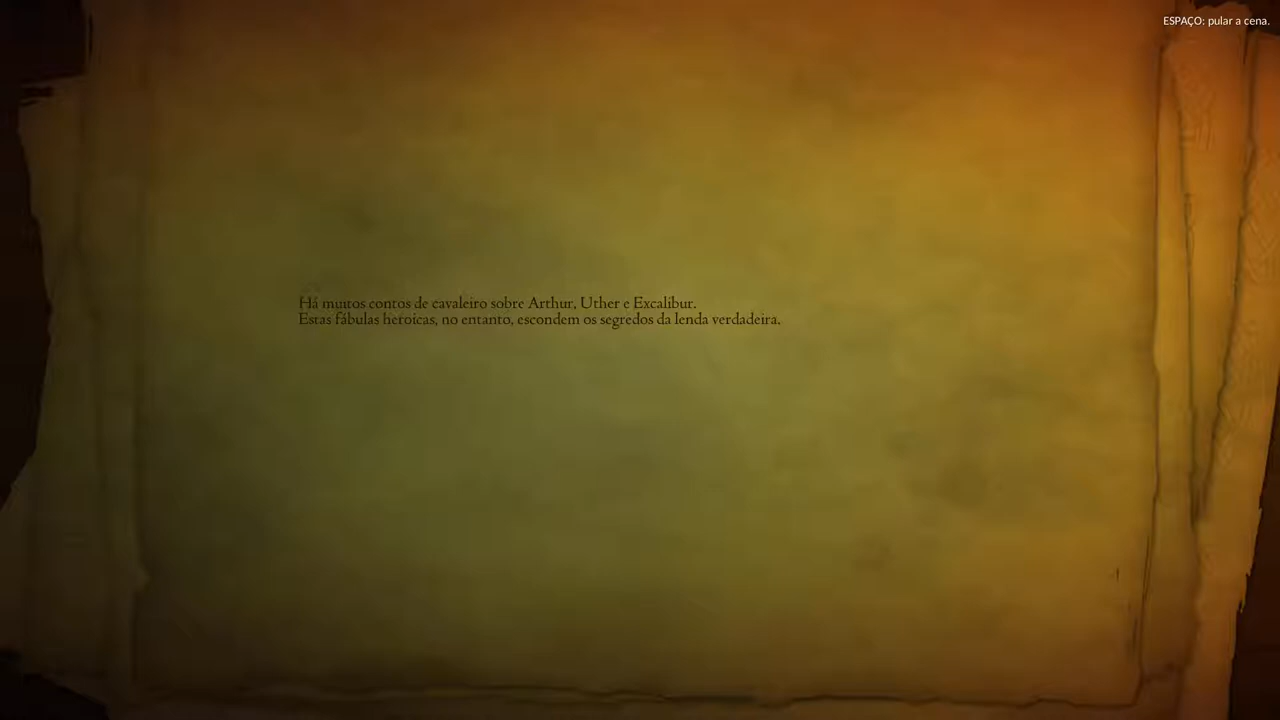 ESPAÇO: pular a cena.
Há muitos contos de cavaleiro sobre Arthur, Uther e Excalibur.
Estas fábulas heroicas, no entanto, escondem os segredos da lenda verdadeira.